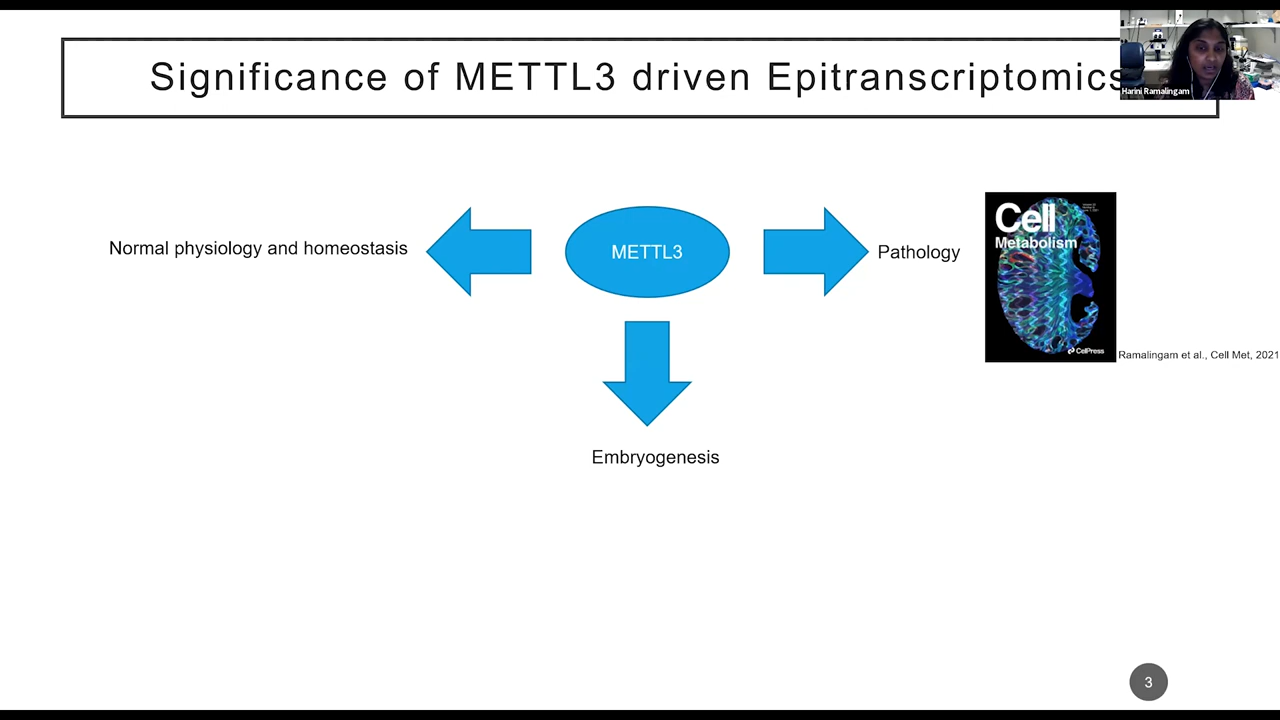 Significance of METTL3 driven Epitranscriptomics
Harini Ramalingam
Normal physiology and homeostasis
METTL3
Pathology
Cell
Metabolism
CellPress
Ramalingam et al., Cell Met, 2021
Embryogenesis
3